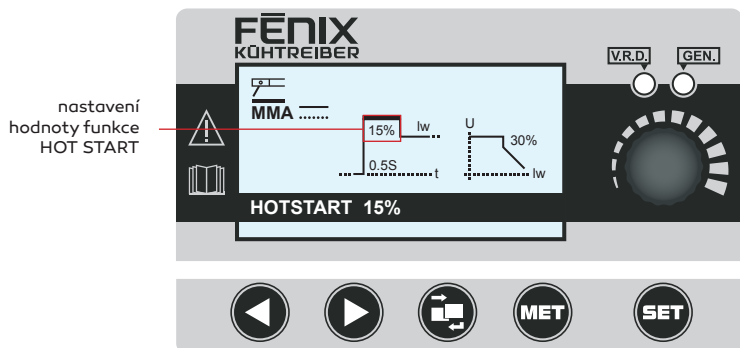 FĒNIX
KÜHTREIBER
V.R.D.
GEN.
nastavení
hodnoty funkce
HOT START
MMA
15%
Iw
0.5S
t
U
30%
Iw
HOTSTART 15%
MET
SET